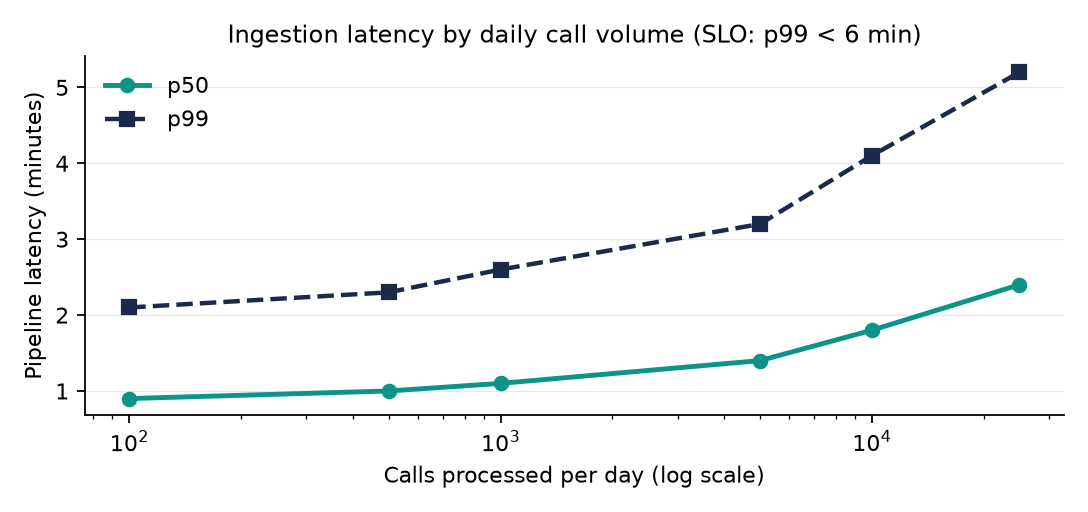 Ingestion latency by daily call volume (SLO: p99 < 6 min)
p50
p99
Pipeline latency (minutes)
5
4
3
2
1
10²
10³
10⁴
Calls processed per day (log scale)